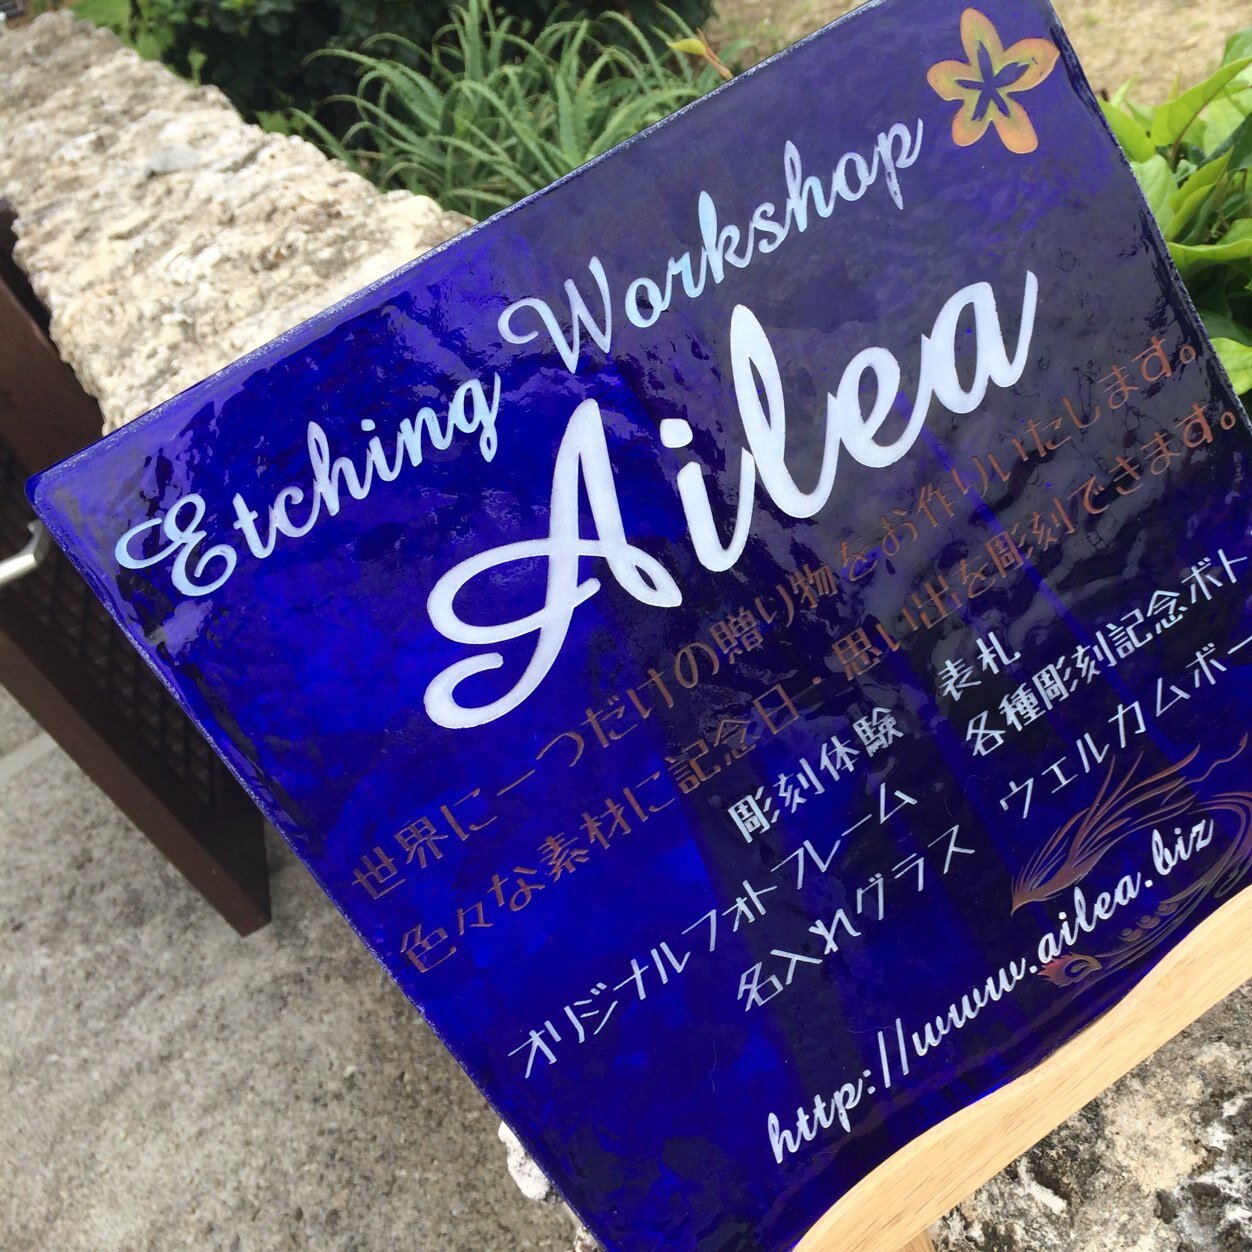 Etching Workshop
Ailea
世界に一つだけの贈り物をお作りいたします。
色々な素材に記念日・思い出を彫刻できます。
彫刻体験 表札
オリジナルフォトフレーム 各種彫刻記念ボト
名入れグラス ウェルカムボー
http://www.ailea.biz